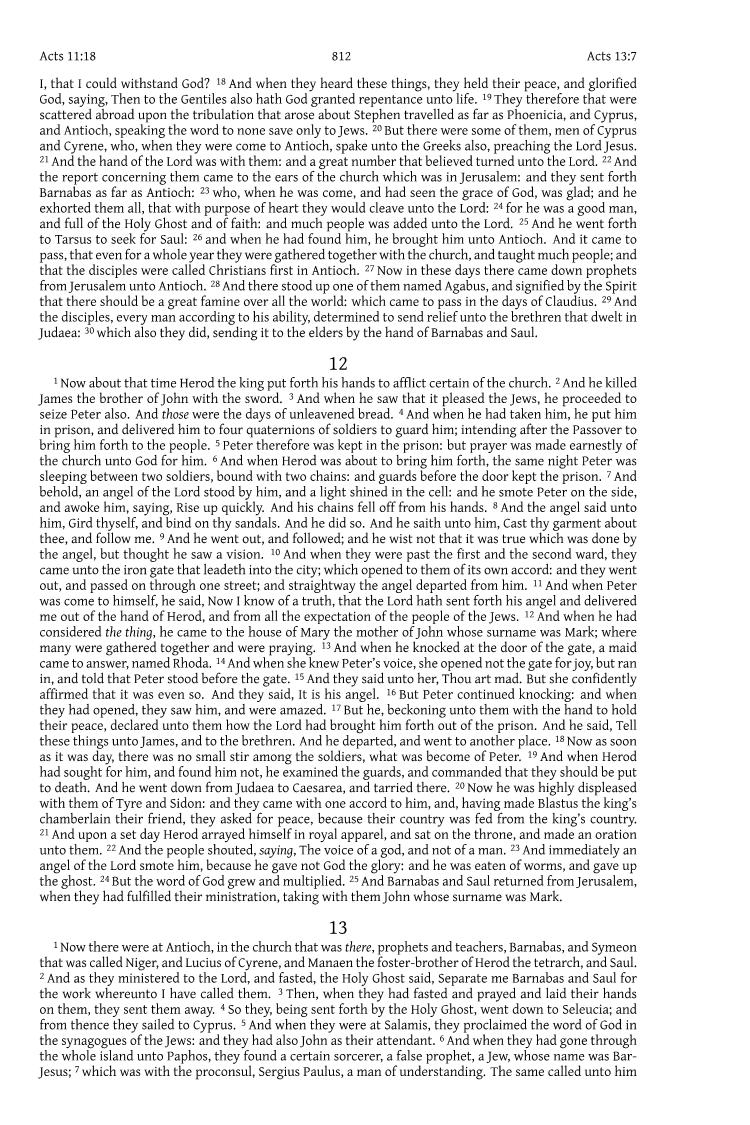 Acts 11:18 812 Acts 13:7
I, that I could withstand God? 18 And when they heard these things, they held their peace, and glorified
God, saying, Then to the Gentiles also hath God granted repentance unto life. 19 They therefore that were
scattered abroad upon the tribulation that arose about Stephen travelled as far as Phoenicia, and Cyprus,
and Antioch, speaking the word to none save only to Jews. 20 But there were some of them, men of Cyprus
and Cyrene, who, when they were come to Antioch, spake unto the Greeks also, preaching the Lord Jesus.
21 And the hand of the Lord was with them: and a great number that believed turned unto the Lord. 22 And
the report concerning them came to the ears of the church which was in Jerusalem: and they sent forth
Barnabas as far as Antioch: 23 who, when he was come, and had seen the grace of God, was glad; and he
exhorted them all, that with purpose of heart they would cleave unto the Lord: 24 for he was a good man,
and full of the Holy Ghost and of faith: and much people was added unto the Lord. 25 And he went forth
to Tarsus to seek for Saul: 26 and when he had found him, he brought him unto Antioch. And it came to
pass, that even for a whole year they were gathered together with the church, and taught much people; and
that the disciples were called Christians first in Antioch. 27 Now in these days there came down prophets
from Jerusalem unto Antioch. 28 And there stood up one of them named Agabus, and signified by the Spirit
that there should be a great famine over all the world: which came to pass in the days of Claudius. 29 And
the disciples, every man according to his ability, determined to send relief unto the brethren that dwelt in
Judaea: 30 which also they did, sending it to the elders by the hand of Barnabas and Saul.
12
1 Now about that time Herod the king put forth his hands to afflict certain of the church. 2 And he killed
James the brother of John with the sword. 3 And when he saw that it pleased the Jews, he proceeded to
seize Peter also. And those were the days of unleavened bread. 4 And when he had taken him, he put him
in prison, and delivered him to four quaternions of soldiers to guard him; intending after the Passover to
bring him forth to the people. 5 Peter therefore was kept in the prison: but prayer was made earnestly of
the church unto God for him. 6 And when Herod was about to bring him forth, the same night Peter was
sleeping between two soldiers, bound with two chains: and guards before the door kept the prison. 7 And
behold, an angel of the Lord stood by him, and a light shined in the cell: and he smote Peter on the side,
and awoke him, saying, Rise up quickly. And his chains fell off from his hands. 8 And the angel said unto
him, Gird thyself, and bind on thy sandals. And he did so. And he saith unto him, Cast thy garment about
thee, and follow me. 9 And he went out, and followed; and he wist not that it was true which was done by
the angel, but thought he saw a vision. 10 And when they were past the first and the second ward, they
came unto the iron gate that leadeth into the city; which opened to them of its own accord: and they went
out, and passed on through one street; and straightway the angel departed from him. 11 And when Peter
was come to himself, he said, Now I know of a truth, that the Lord hath sent forth his angel and delivered
me out of the hand of Herod, and from all the expectation of the people of the Jews. 12 And when he had
considered the thing, he came to the house of Mary the mother of John whose surname was Mark; where
many were gathered together and were praying. 13 And when he knocked at the door of the gate, a maid
came to answer, named Rhoda. 14 And when she knew Peter's voice, she opened not the gate for joy, but ran
in, and told that Peter stood before the gate. 15 And they said unto her, Thou art mad. But she confidently
affirmed that it was even so. And they said, It is his angel. 16 But Peter continued knocking: and when
they had opened, they saw him, and were amazed. 17 But he, beckoning unto them with the hand to hold
their peace, declared unto them how the Lord had brought him forth out of the prison. And he said, Tell
these things unto James, and to the brethren. And he departed, and went to another place. 18 Now as soon
as it was day, there was no small stir among the soldiers, what was become of Peter. 19 And when Herod
had sought for him, and found him not, he examined the guards, and commanded that they should be put
to death. And he went down from Judaea to Caesarea, and tarried there. 20 Now he was highly displeased
with them of Tyre and Sidon: and they came with one accord to him, and, having made Blastus the king's
chamberlain their friend, they asked for peace, because their country was fed from the king's country.
21 And upon a set day Herod arrayed himself in royal apparel, and sat on the throne, and made an oration
unto them. 22 And the people shouted, saying, The voice of a god, and not of a man. 23 And immediately an
angel of the Lord smote him, because he gave not God the glory: and he was eaten of worms, and gave up
the ghost. 24 But the word of God grew and multiplied. 25 And Barnabas and Saul returned from Jerusalem,
when they had fulfilled their ministration, taking with them John whose surname was Mark.
13
1 Now there were at Antioch, in the church that was there, prophets and teachers, Barnabas, and Symeon
that was called Niger, and Lucius of Cyrene, and Manaen the foster-brother of Herod the tetrarch, and Saul.
2 And as they ministered to the Lord, and fasted, the Holy Ghost said, Separate me Barnabas and Saul for
the work whereunto I have called them. 3 Then, when they had fasted and prayed and laid their hands
on them, they sent them away. 4 So they, being sent forth by the Holy Ghost, went down to Seleucia; and
from thence they sailed to Cyprus. 5 And when they were at Salamis, they proclaimed the word of God in
the synagogues of the Jews: and they had also John as their attendant. 6 And when they had gone through
the whole island unto Paphos, they found a certain sorcerer, a false prophet, a Jew, whose name was Bar-
Jesus; 7 which was with the proconsul, Sergius Paulus, a man of understanding. The same called unto him